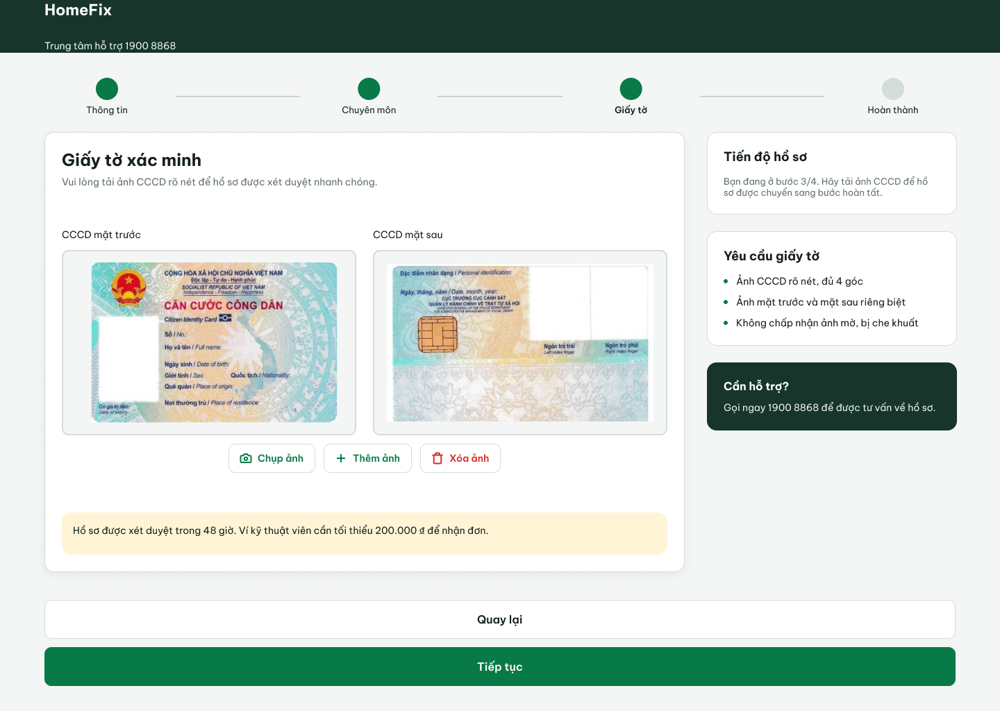 HomeFix
Trung tâm hỗ trợ 1900 8868
Thông tin
Chuyên môn
Giấy tờ
Hoàn thành
Giấy tờ xác minh
Vui lòng tải ảnh CCCD rõ nét để hồ sơ được xét duyệt nhanh chóng.
CCCD mặt trước
CỘNG HÒA XÃ HỘI CHỦ NGHĨA VIỆT NAM
Độc lập - Tự do - Hạnh phúc
SOCIALIST REPUBLIC OF VIET NAM
Independence - Freedom - Happiness
CĂN CƯỚC CÔNG DÂN
Citizen Identity Card
Số / No.:
Họ và tên / Full name:
Ngày sinh / Date of birth:
Giới tính / Sex:
Quốc tịch / Nationality:
Quê quán / Place of origin:
Nơi thường trú / Place of residence:
Có giá trị đến:
Date of expiry
CCCD mặt sau
Đặc điểm nhân dạng / Personal identification:
Ngày, tháng, năm / Date, month, year:
CỤC TRƯỞNG CỤC CẢNH SÁT
QUẢN LÝ HÀNH CHÍNH VỀ TRẬT TỰ XÃ HỘI
DIRECTOR GENERAL OF THE POLICE DEPARTMENT
FOR ADMINISTRATIVE MANAGEMENT OF SOCIAL ORDER
Ngón trỏ trái
Left index finger
Ngón trỏ phải
Right index finger
Chụp ảnh
Thêm ảnh
Xóa ảnh
Hồ sơ được xét duyệt trong 48 giờ. Ví kỹ thuật viên cần tối thiểu 200.000 ₫ để nhận đơn.
Tiến độ hồ sơ
Bạn đang ở bước 3/4. Hãy tải ảnh CCCD để hồ
sơ được chuyển sang bước hoàn tất.
Yêu cầu giấy tờ
Ảnh CCCD rõ nét, đủ 4 góc
Ảnh mặt trước và mặt sau riêng biệt
Không chấp nhận ảnh mờ, bị che khuất
Cần hỗ trợ?
Gọi ngay 1900 8868 để được tư vấn về hồ sơ.
Quay lại
Tiếp tục